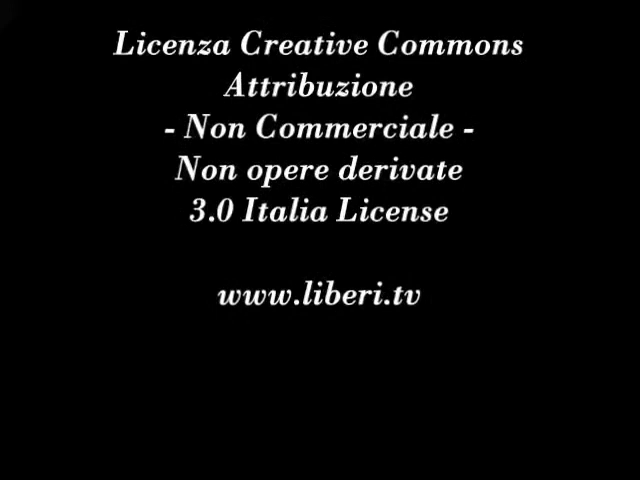 Licenza Creative Commons
Attribuzione
- Non Commerciale -
Non opere derivate
3.0 Italia License
www.liberi.tv